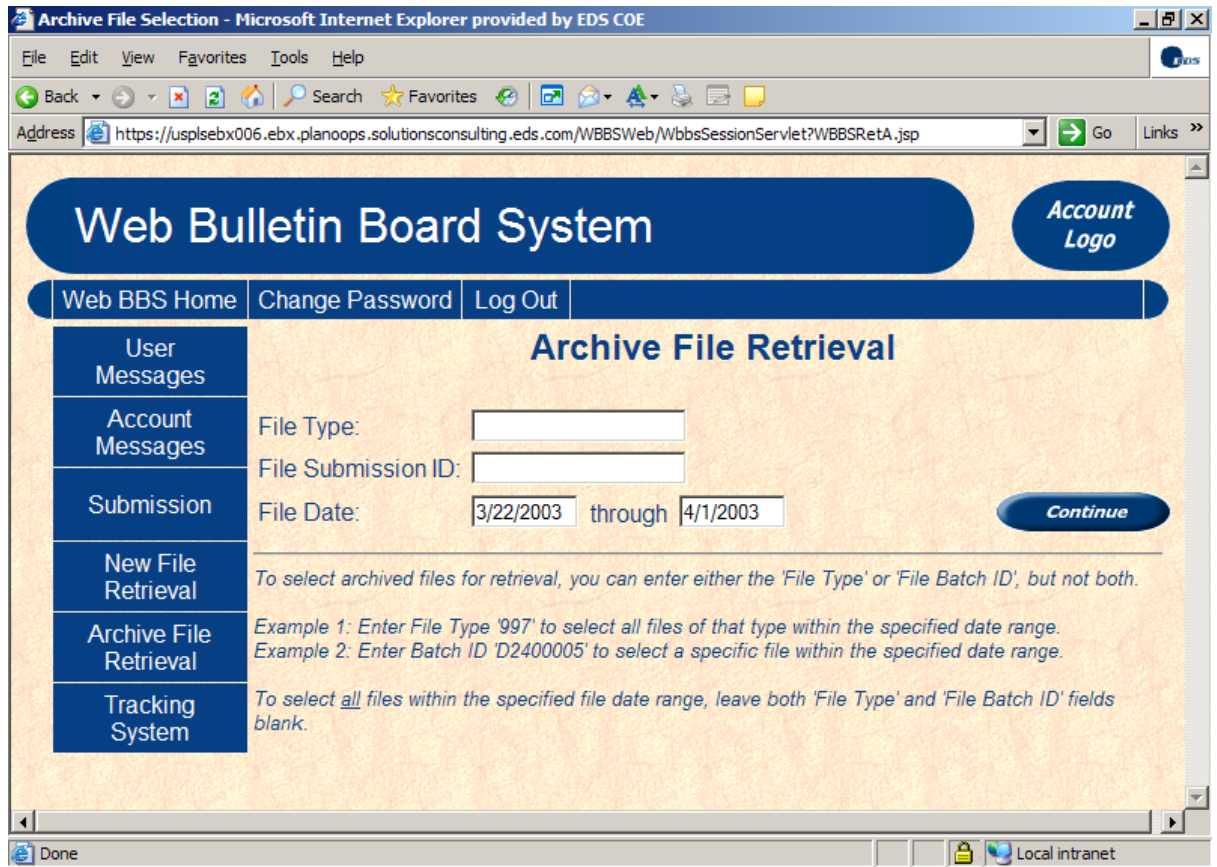 Archive File Selection - Microsoft Internet Explorer provided by EDS COE
File Edit View Favorites Tools Help
EDS
Back Search Favorites
Address https://usplsebx006.ebx.planoops.solutionsconsulting.eds.com/WBBSWeb/WbbsSessionServlet?WBBSRetA.jsp Go Links »
Web Bulletin Board System
Account
Logo
Web BBS Home Change Password Log Out
User
Messages
Account
Messages
Submission
New File
Retrieval
Archive File
Retrieval
Tracking
System
Archive File Retrieval
File Type:
File Submission ID:
File Date: 3/22/2003 through 4/1/2003
Continue
To select archived files for retrieval, you can enter either the 'File Type' or 'File Batch ID', but not both.
Example 1: Enter File Type '997' to select all files of that type within the specified date range.
Example 2: Enter Batch ID 'D2400005' to select a specific file within the specified date range.
To select all files within the specified file date range, leave both 'File Type' and 'File Batch ID' fields
blank.
Done Local intranet